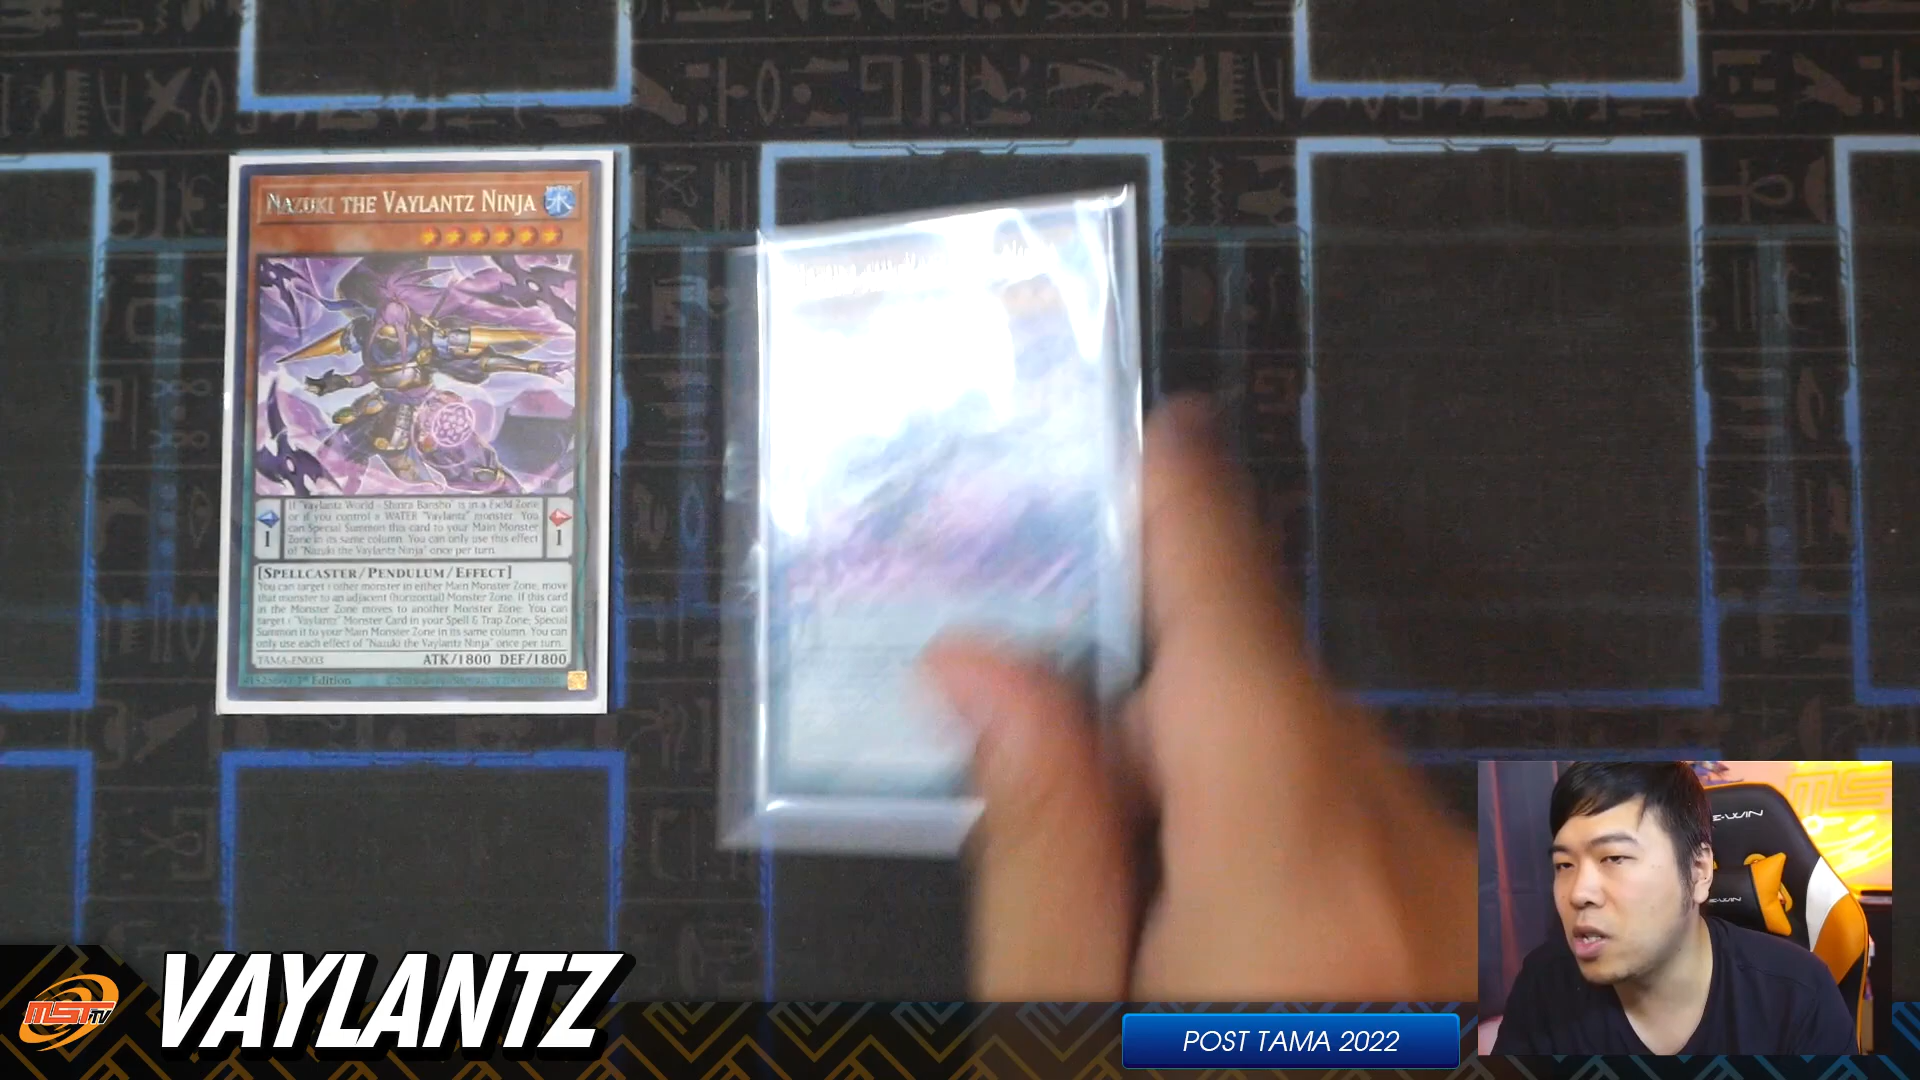 NAZUKI THE VAYLANTZ NINJA
If "Vaylantz World - Shinra Bansho" is in a Field Zone
or if you control a WATER "Vaylantz" monster: You
can Special Summon this card to your Main Monster
Zone in its same column. You can only use this effect
of "Nazuki the Vaylantz Ninja" once per turn.
1
1
[SPELLCASTER/PENDULUM/EFFECT]
You can target 1 other monster in either Main Monster Zone; move
that monster to an adjacent (horizontal) Monster Zone. If this card
in the Monster Zone moves to another Monster Zone: You can
target 1 "Vaylantz" Monster Card in your Spell & Trap Zone; Special
Summon it to your Main Monster Zone in its same column. You can
only use each effect of "Nazuki the Vaylantz Ninja" once per turn.
TAMA-EN003
ATK/1800 DEF/1800
1st Edition
E-WIN
E-WIN
MST
MSTTV
VAYLANTZ
POST TAMA 2022